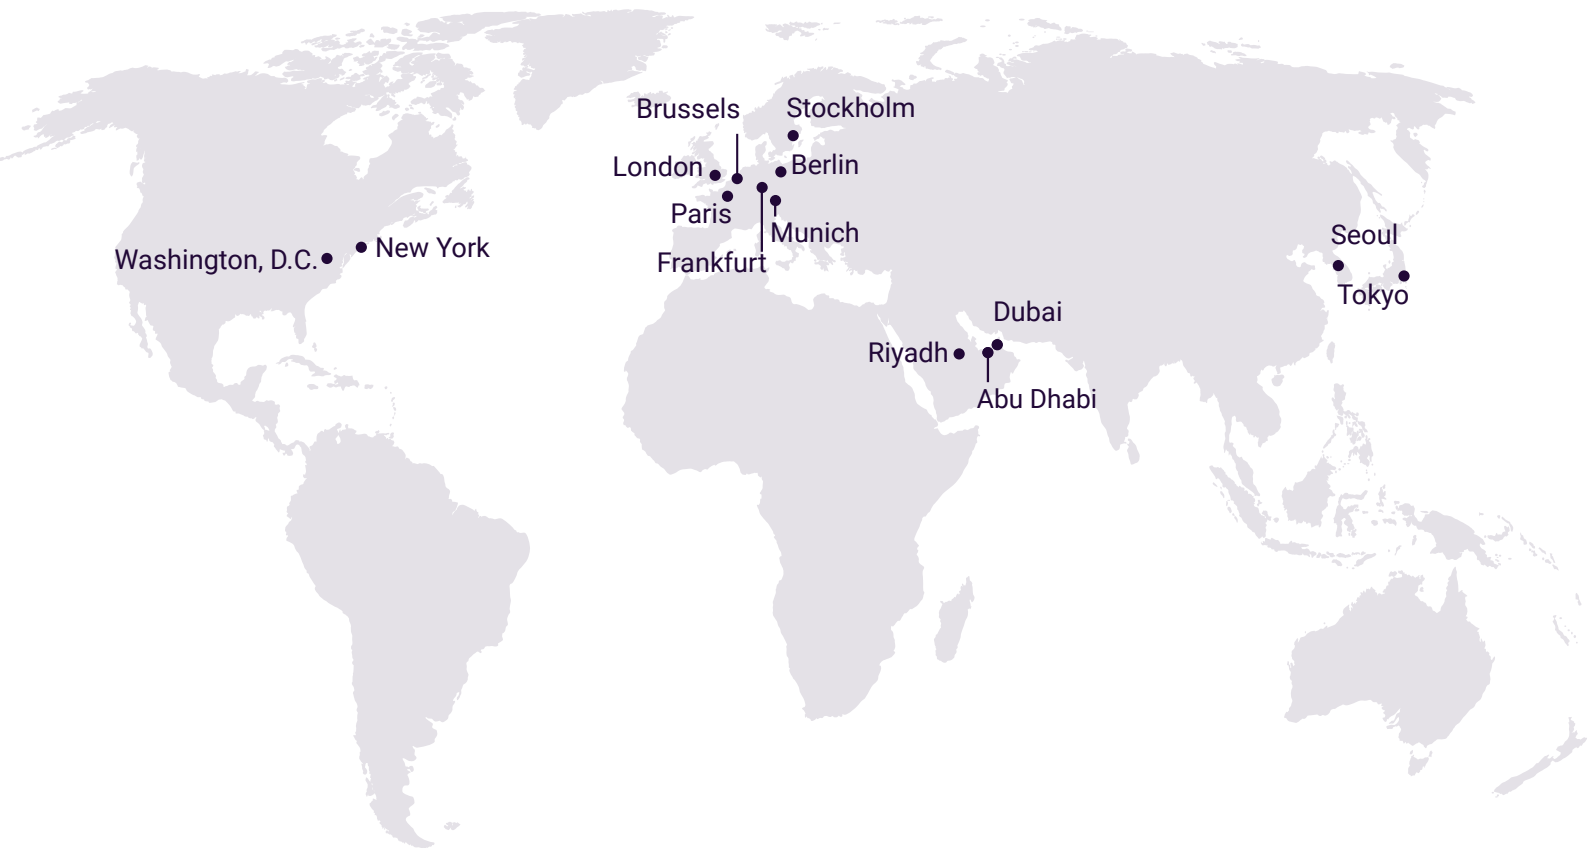 Brussels
Stockholm
London
Berlin
Paris
Munich
Frankfurt
Washington, D.C.
New York
Seoul
Tokyo
Dubai
Riyadh
Abu Dhabi